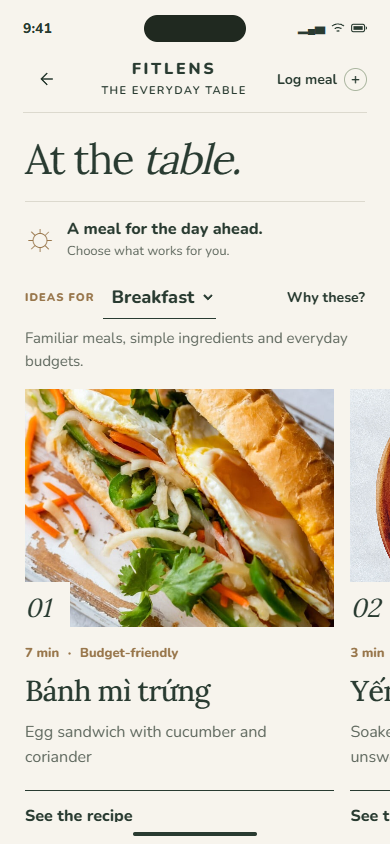 9:41
FITLENS
THE EVERYDAY TABLE
Log meal
At the table.
A meal for the day ahead.
Choose what works for you.
IDEAS FOR Breakfast
Why these?
Familiar meals, simple ingredients and everyday
budgets.
01
7 min · Budget-friendly
Bánh mì trứng
Egg sandwich with cucumber and
coriander
See the recipe
02
3 min